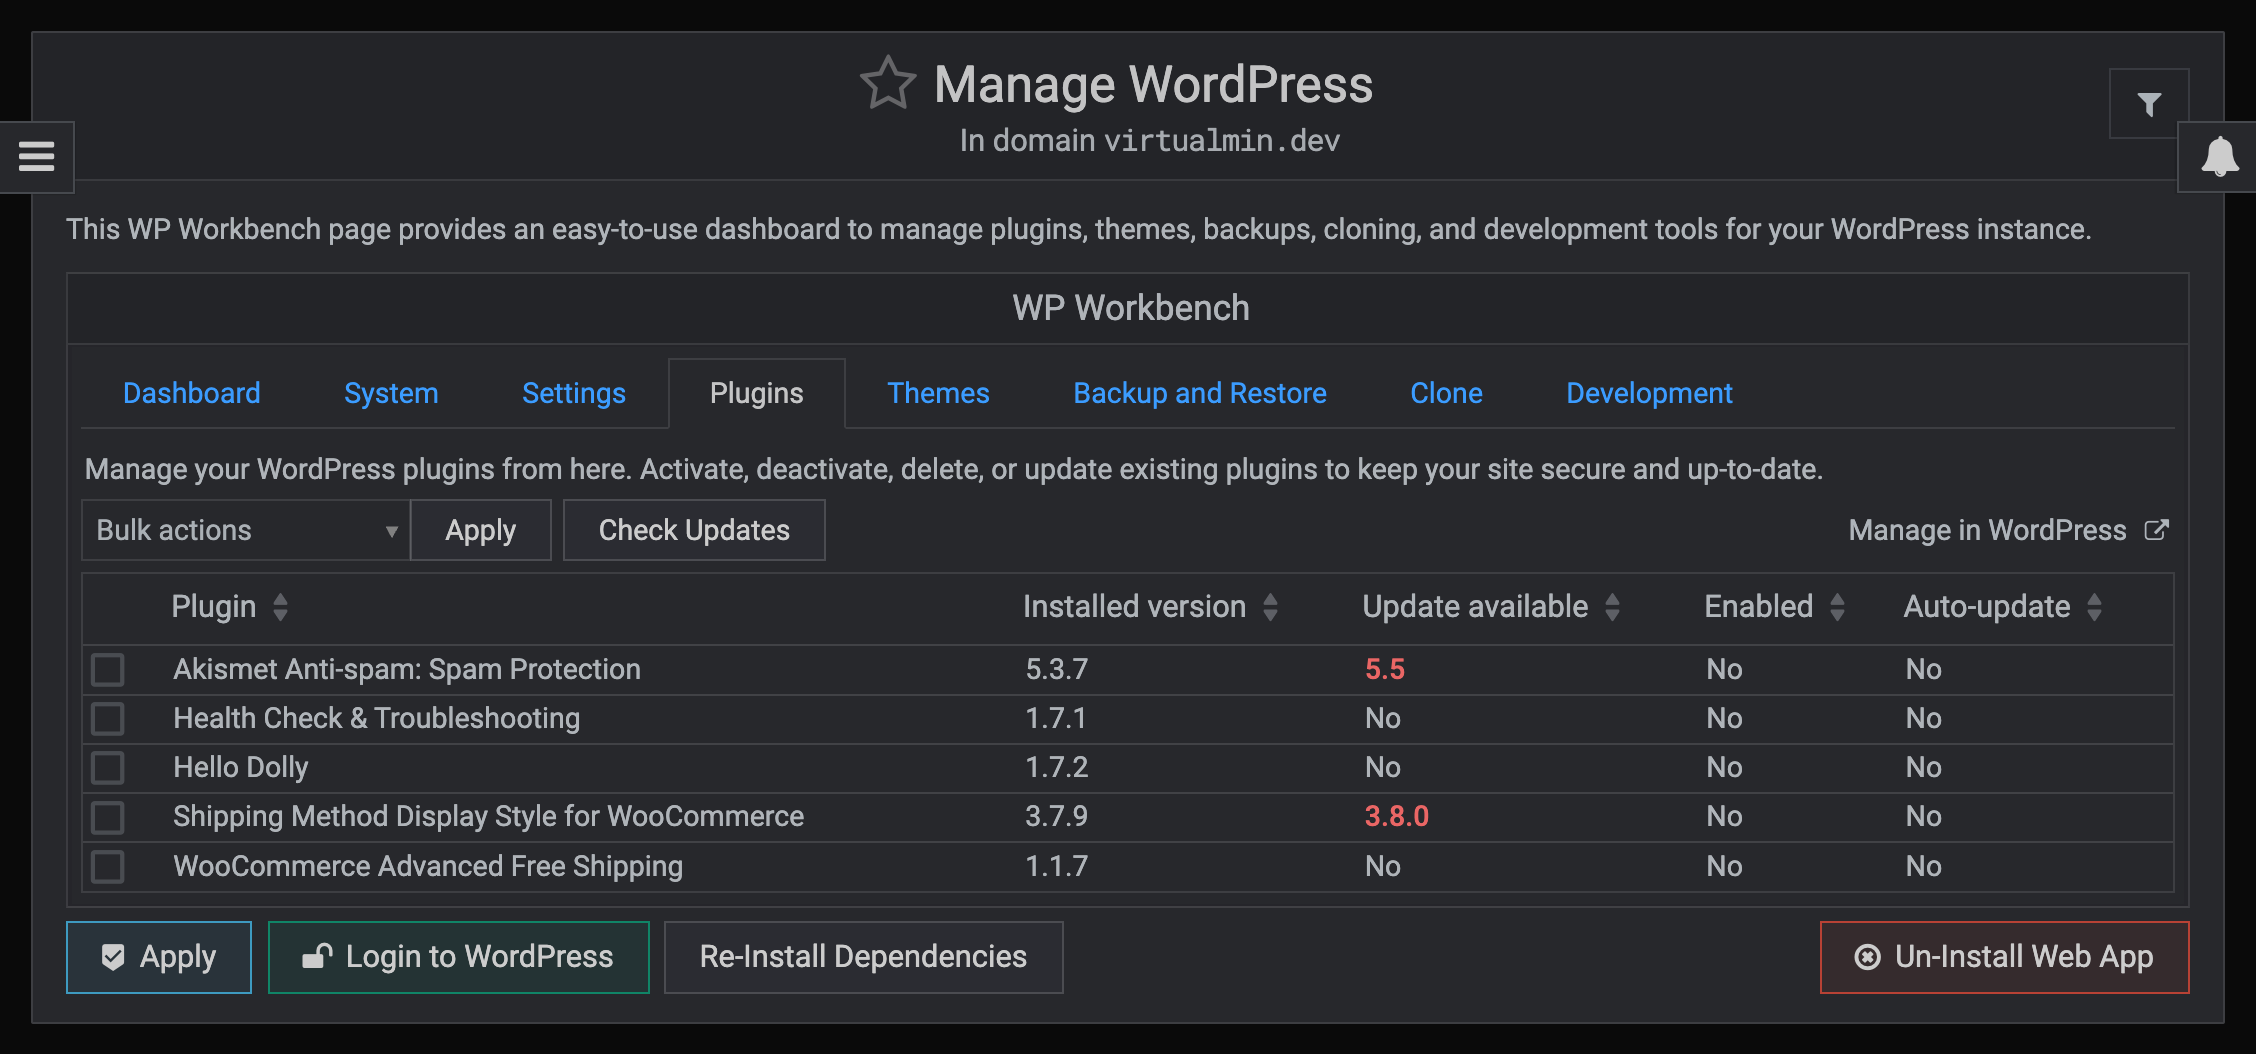 Manage WordPress
In domain virtualmin.dev
This WP Workbench page provides an easy-to-use dashboard to manage plugins, themes, backups, cloning, and development tools for your WordPress instance.
WP Workbench
Dashboard System Settings Plugins Themes Backup and Restore Clone Development
Manage your WordPress plugins from here. Activate, deactivate, delete, or update existing plugins to keep your site secure and up-to-date.
Bulk actions Apply Check Updates Manage in WordPress
Plugin Installed version Update available Enabled Auto-update
Akismet Anti-spam: Spam Protection 5.3.7 5.5 No No
Health Check & Troubleshooting 1.7.1 No No No
Hello Dolly 1.7.2 No No No
Shipping Method Display Style for WooCommerce 3.7.9 3.8.0 No No
WooCommerce Advanced Free Shipping 1.1.7 No No No
Apply Login to WordPress Re-Install Dependencies Un-Install Web App